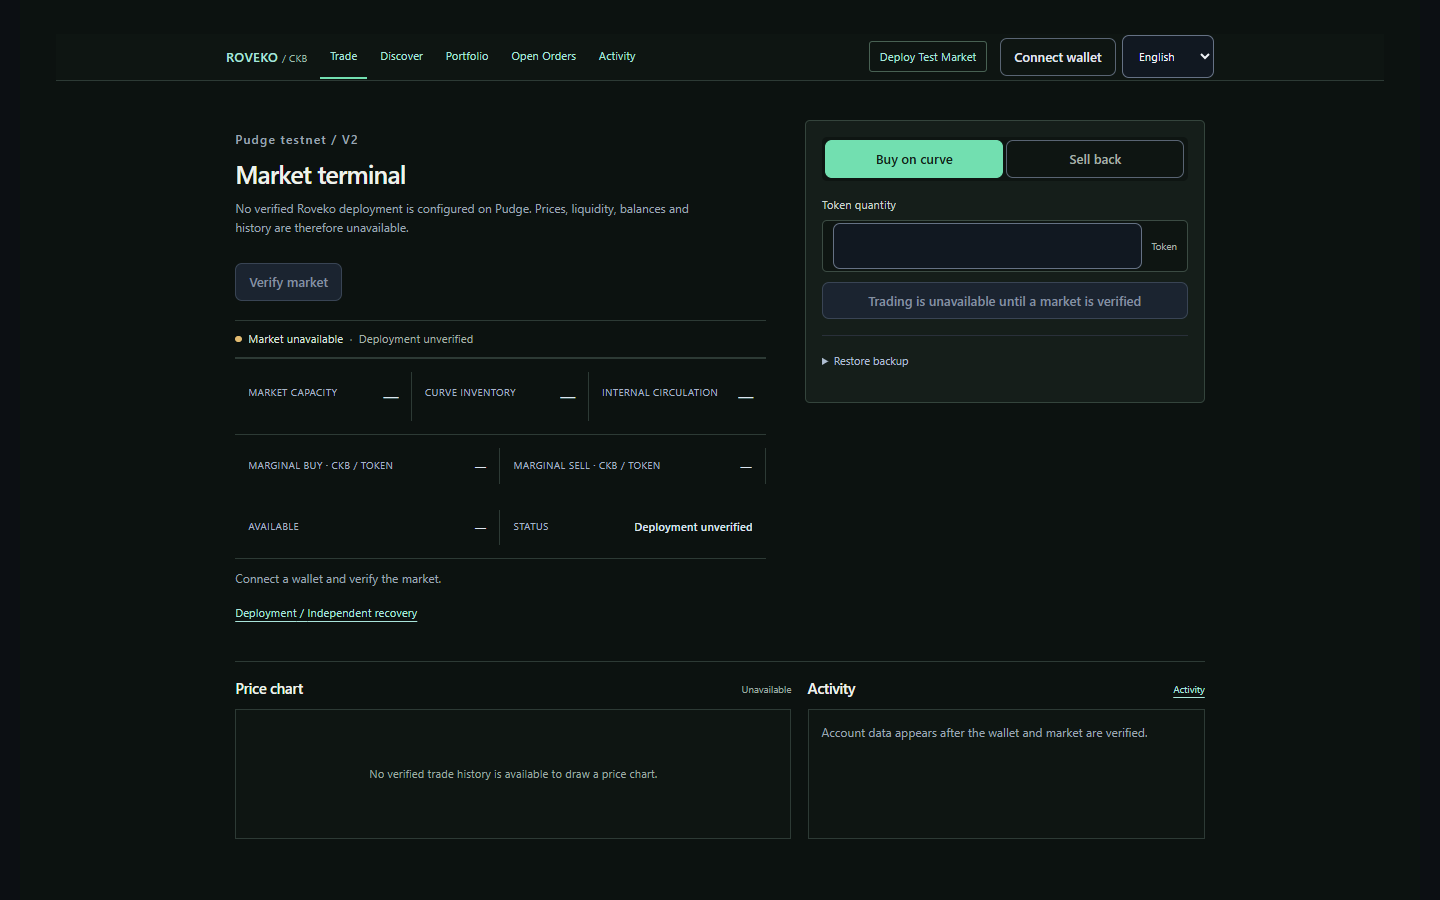 ROVEKO / CKB
Trade
Discover
Portfolio
Open Orders
Activity
Deploy Test Market
Connect wallet
English
Pudge testnet / V2
Market terminal
No verified Roveko deployment is configured on Pudge. Prices, liquidity, balances and
history are therefore unavailable.
Verify market
Market unavailable · Deployment unverified
MARKET CAPACITY —
CURVE INVENTORY —
INTERNAL CIRCULATION —
MARGINAL BUY · CKB / TOKEN —
MARGINAL SELL · CKB / TOKEN —
AVAILABLE —
STATUS Deployment unverified
Connect a wallet and verify the market.
Deployment / Independent recovery
Buy on curve
Sell back
Token quantity
Token
Trading is unavailable until a market is verified
Restore backup
Price chart
Unavailable
No verified trade history is available to draw a price chart.
Activity
Activity
Account data appears after the wallet and market are verified.